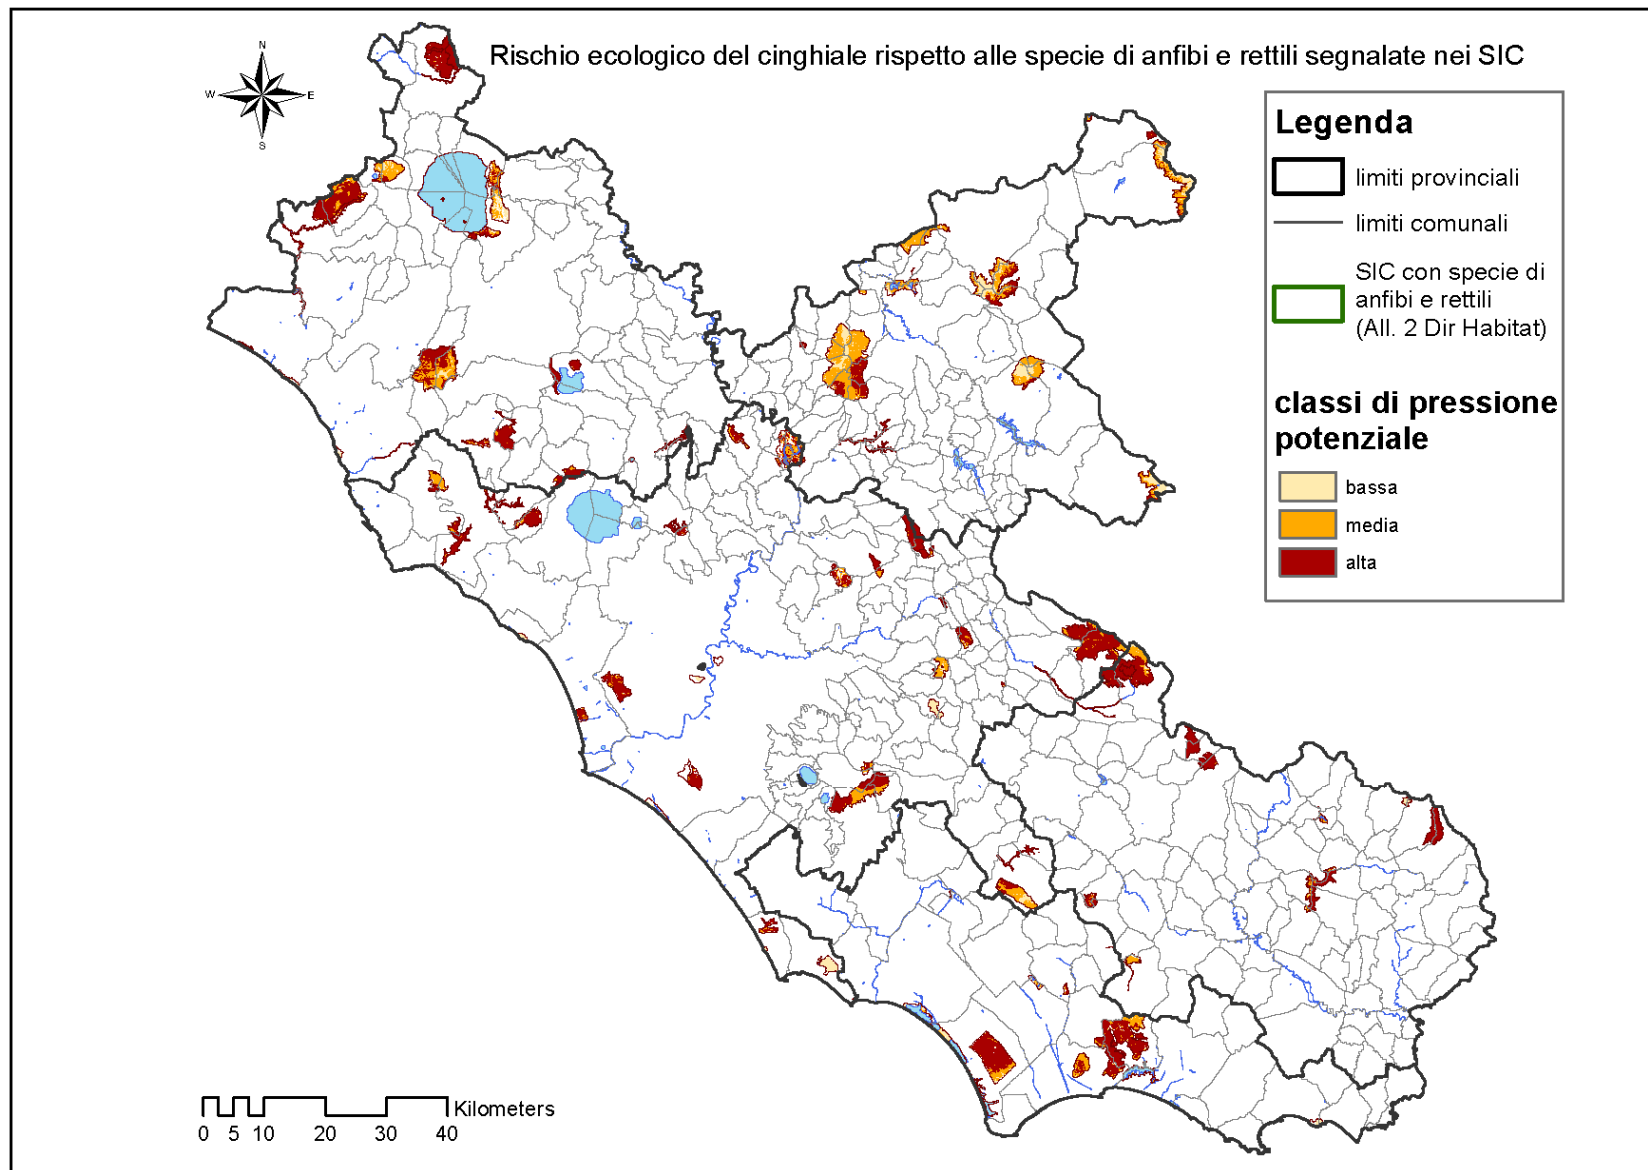 Rischio ecologico del cinghiale rispetto alle specie di anfibi e rettili segnalate nei SIC
N
W
E
S
Legenda
limiti provinciali
limiti comunali
SIC con specie di
anfibi e rettili
(All. 2 Dir Habitat)
classi di pressione
potenziale
bassa
media
alta
Kilometers
0 5 10 20 30 40